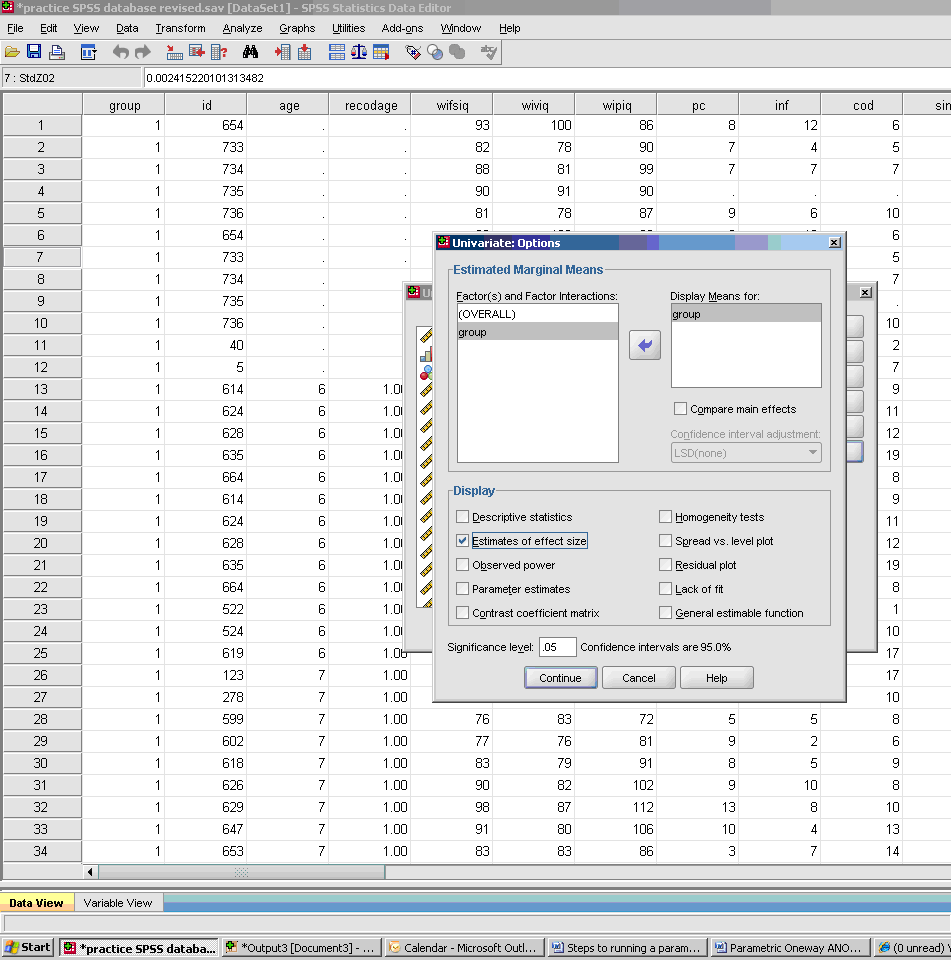 *practice SPSS database revised.sav [DataSet1] - SPSS Statistics Data Editor
File Edit View Data Transform Analyze Graphs Utilities Add-ons Window Help
7 : StdZ02 0.002415220101313482
group id age recodage wifsiq wiviq wipiq pc inf cod sin
1 1 654 . . 93 100 86 8 12 6
2 1 733 . . 82 78 90 7 4 5
3 1 734 . . 88 81 99 7 7 7
4 1 735 . . 90 91 90 . . .
5 1 736 . . 81 78 87 9 6 10
6 1 654 . . 6
7 1 733 . . 5
8 1 734 . 7
9 1 735 . .
10 1 736 . 10
11 1 40 . 2
12 1 5 . 7
13 1 614 6 1.00 9
14 1 624 6 1.00 11
15 1 628 6 1.00 12
16 1 635 6 1.00 19
17 1 664 6 1.00 8
18 1 614 6 1.00 9
19 1 624 6 1.00 11
20 1 628 6 1.00 12
21 1 635 6 1.00 19
22 1 664 6 1.00 8
23 1 522 6 1.00 1
24 1 524 6 1.00 10
25 1 619 6 1.00 17
26 1 123 7 1.00 17
27 1 278 7 1.00 10
28 1 599 7 1.00 76 83 72 5 5 8
29 1 602 7 1.00 77 76 81 9 2 6
30 1 618 7 1.00 83 79 91 8 5 9
31 1 626 7 1.00 90 82 102 9 10 8
32 1 629 7 1.00 98 87 112 13 8 10
33 1 647 7 1.00 91 80 106 10 4 13
34 1 653 7 1.00 83 83 86 3 7 14
Univariate: Options
Estimated Marginal Means
Factor(s) and Factor Interactions: Display Means for:
(OVERALL) group
group
Compare main effects
Confidence interval adjustment:
LSD(none)
Display
Descriptive statistics Homogeneity tests
Estimates of effect size Spread vs. level plot
Observed power Residual plot
Parameter estimates Lack of fit
Contrast coefficient matrix General estimable function
Significance level: .05 Confidence intervals are 95.0%
Continue Cancel Help
Data View Variable View
Start *practice SPSS databa... *Output3 [Document3] - ... Calendar - Microsoft Outl... Steps to running a param... Parametric Oneway ANO... (0 unread) Y